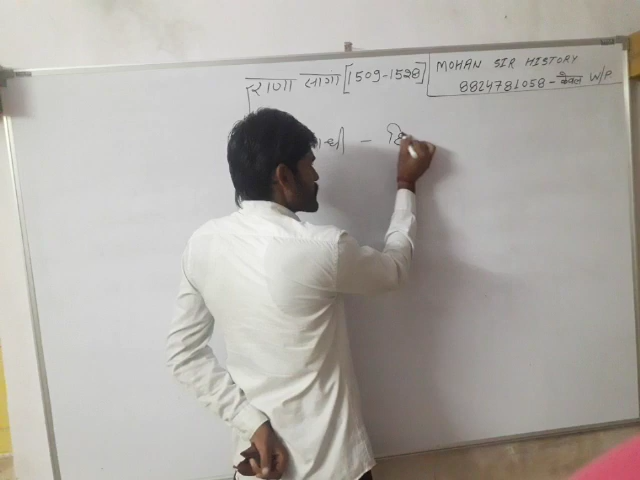 राणा सांगा [1509-1528]
MOHAN SIR HISTORY
8824781058 - केवल W/P
- हि